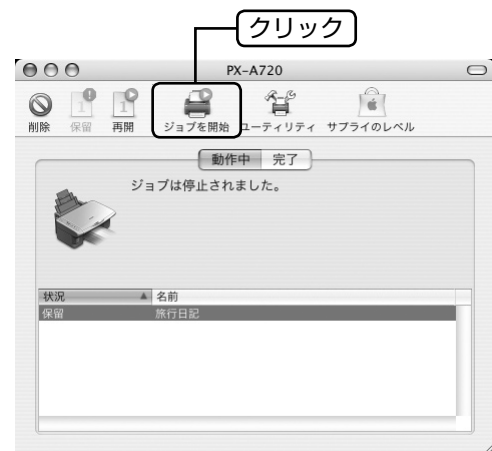 クリック
PX-A720
1
1
削除 保留 再開 ジョブを開始 ユーティリティ サプライのレベル
動作中 完了
ジョブは停止されました。
状況 名前
保留 旅行日記